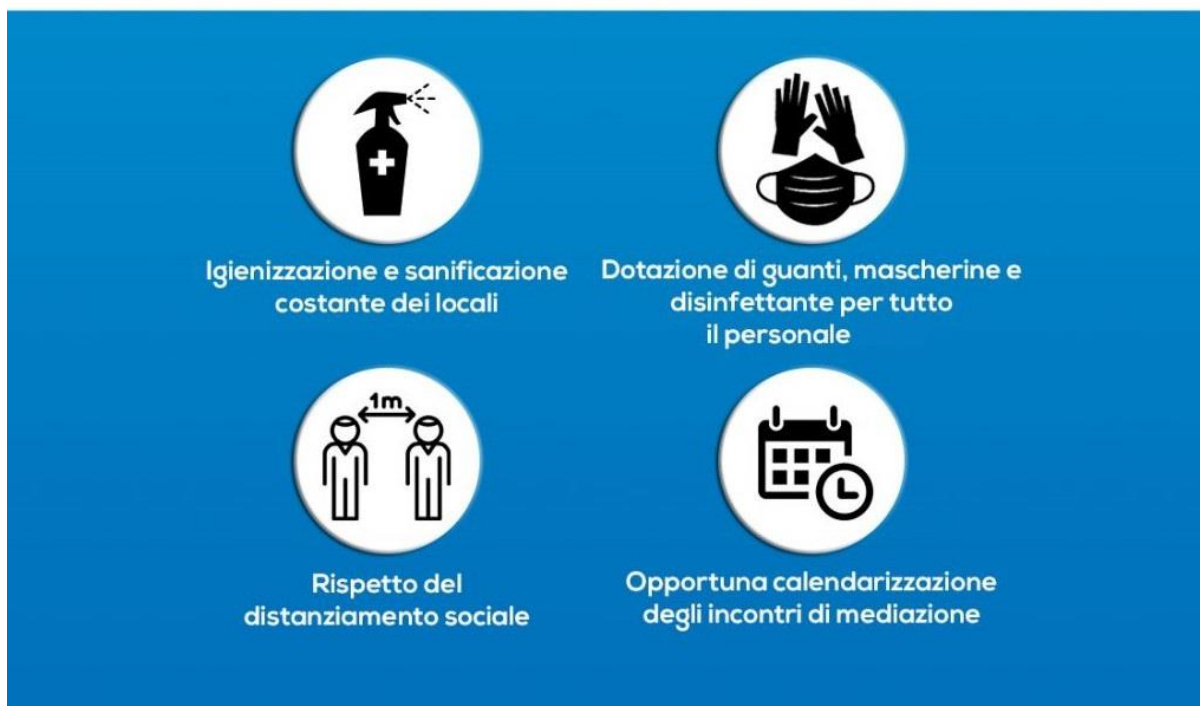 Igienizzazione e sanificazione
costante dei locali
Dotazione di guanti, mascherine e
disinfettante per tutto
il personale
1m
Rispetto del
distanziamento sociale
Opportuna calendarizzazione
degli incontri di mediazione